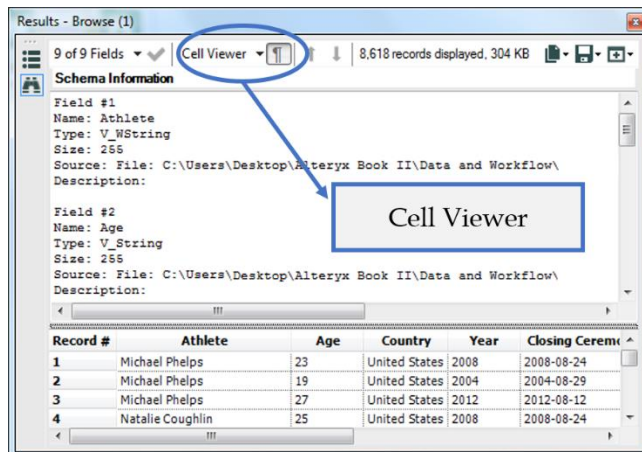 Results - Browse (1)
9 of 9 Fields Cell Viewer ¶ 8,618 records displayed, 304 KB
Schema Information
Field #1
Name: Athlete
Type: V_WString
Size: 255
Source: File: C:\Users\Desktop\Alteryx Book II\Data and Workflow\
Description:
Field #2
Name: Age
Type: V_String
Size: 255
Source: File: C:\Users\Desktop\Alteryx Book II\Data and Workflow\
Description:
Cell Viewer
Record # Athlete Age Country Year Closing Ceremo
1 Michael Phelps 23 United States 2008 2008-08-24
2 Michael Phelps 19 United States 2004 2004-08-29
3 Michael Phelps 27 United States 2012 2012-08-12
4 Natalie Coughlin 25 United States 2008 2008-08-24